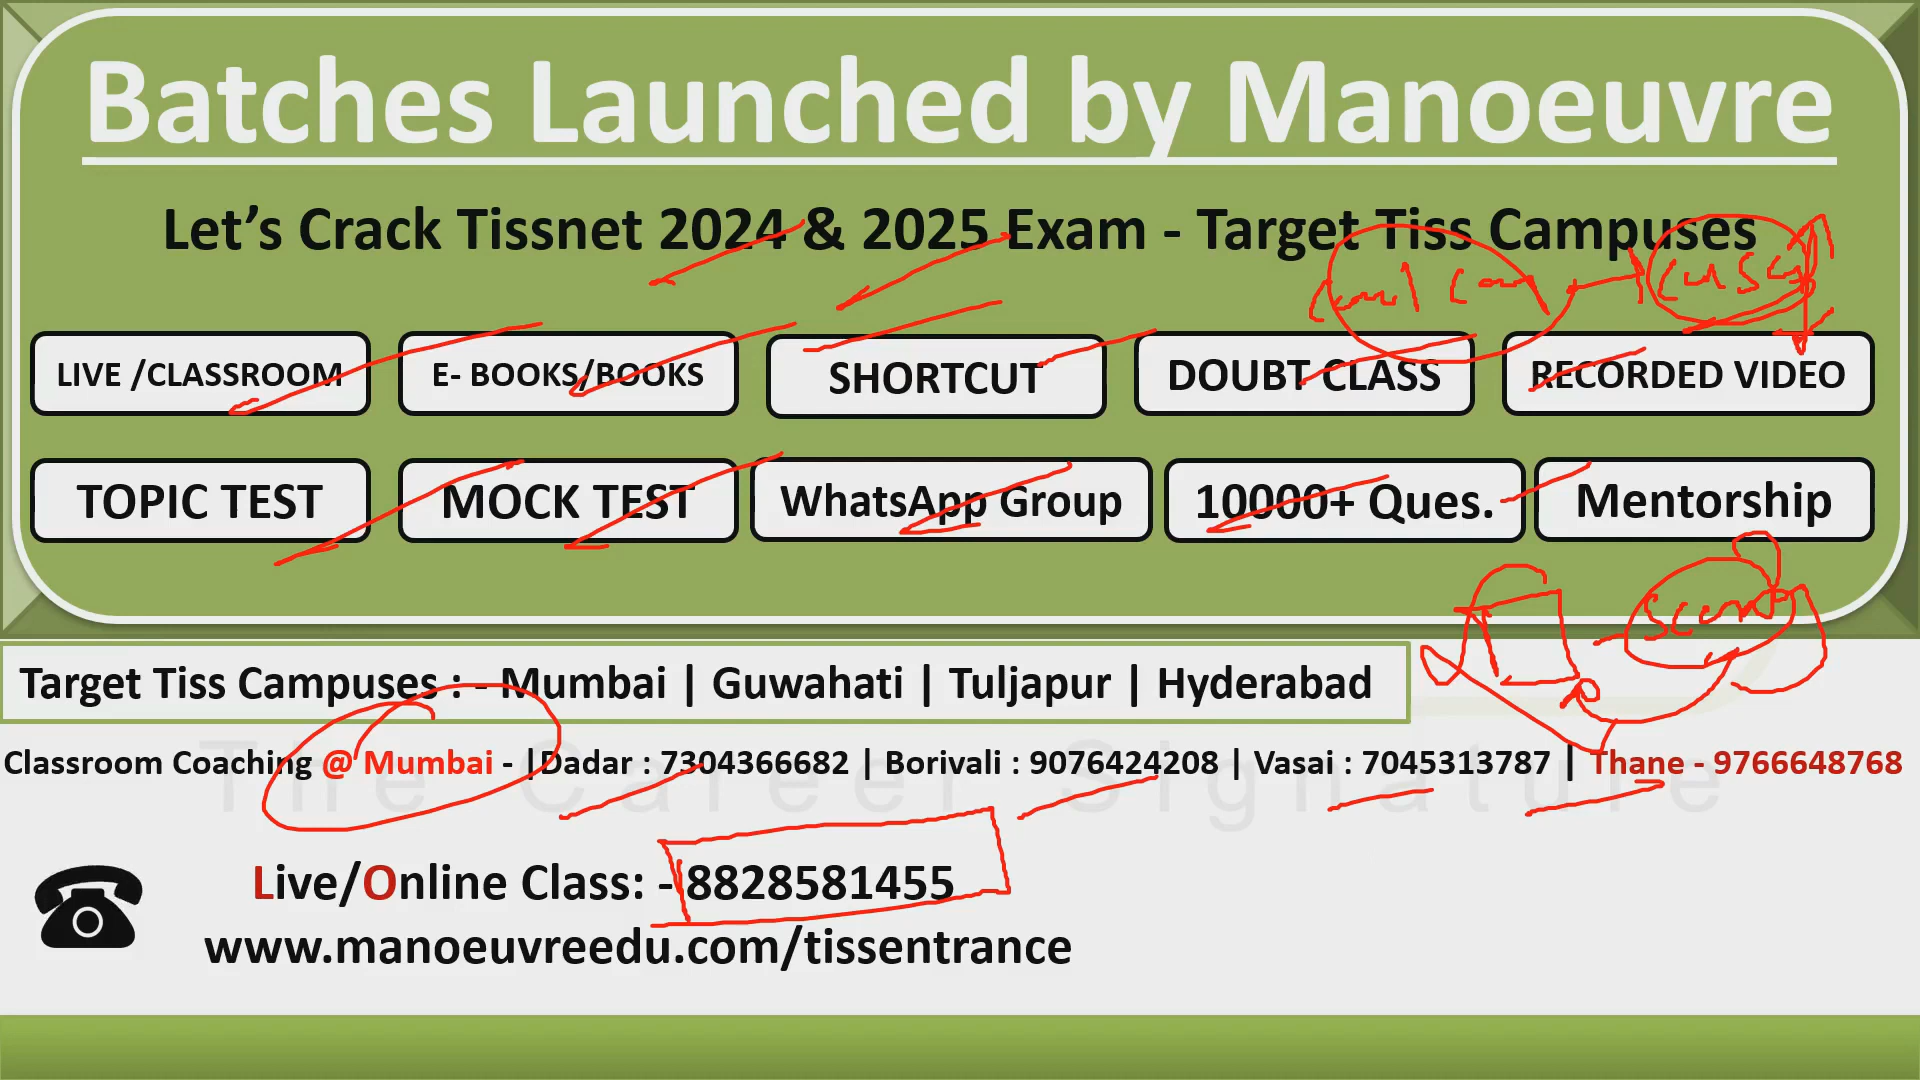 Batches Launched by Manoeuvre
Let’s Crack Tissnet 2024 & 2025 Exam - Target Tiss Campuses
LIVE /CLASSROOM
E- BOOKS/BOOKS
SHORTCUT
DOUBT CLASS
RECORDED VIDEO
TOPIC TEST
MOCK TEST
WhatsApp Group
10000+ Ques.
Mentorship
Target Tiss Campuses : - Mumbai | Guwahati | Tuljapur | Hyderabad
The Career Signature
Classroom Coaching @ Mumbai - |Dadar : 7304366682 | Borivali : 9076424208 | Vasai : 7045313787 | Thane - 9766648768
Live/Online Class: - 8828581455
www.manoeuvreedu.com/tissentrance